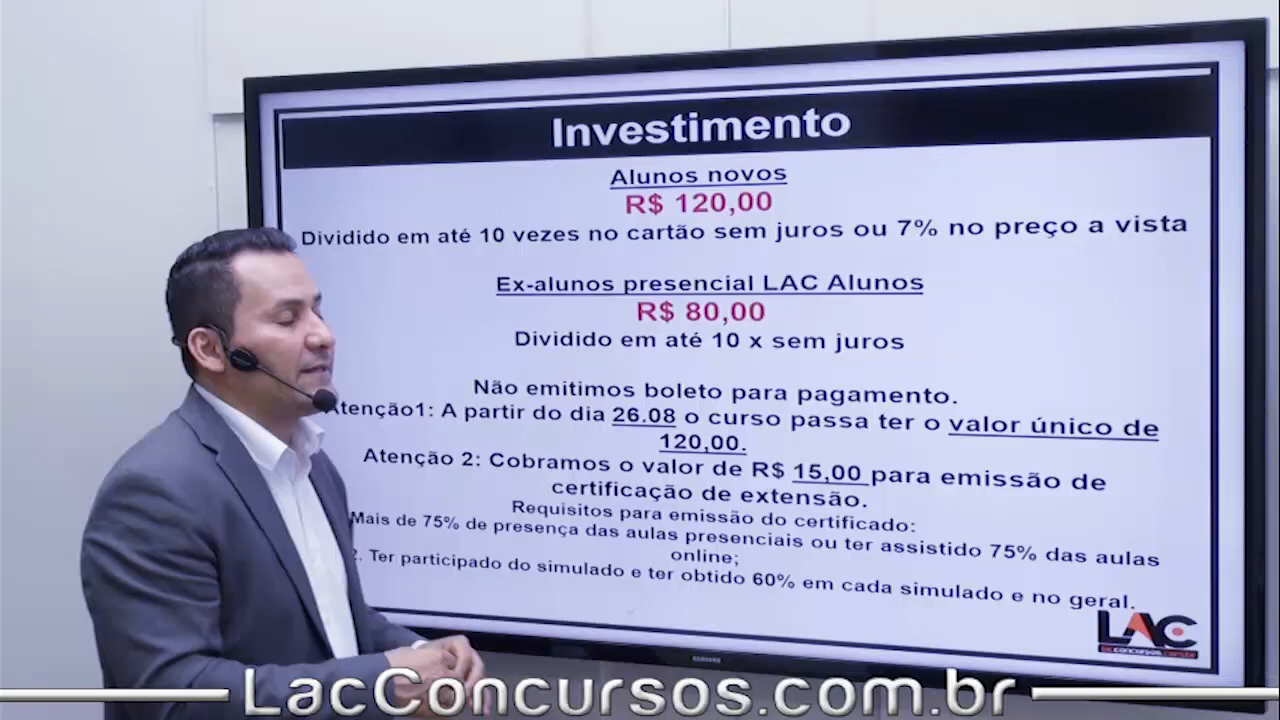 Investimento
Alunos novos
R$ 120,00
Dividido em até 10 vezes no cartão sem juros ou 7% no preço a vista
Ex-alunos presencial LAC Alunos
R$ 80,00
Dividido em até 10 x sem juros
Não emitimos boleto para pagamento.
Atenção1: A partir do dia 26.08 o curso passa ter o valor único de
120,00.
Atenção 2: Cobramos o valor de R$ 15,00 para emissão de
certificação de extensão.
Requisitos para emissão do certificado:
Mais de 75% de presença das aulas presenciais ou ter assistido 75% das aulas
online;
2. Ter participado do simulado e ter obtido 60% em cada simulado e no geral.
LAC
lacconcursos.com.br
SAMSUNG
LacConcursos.com.br